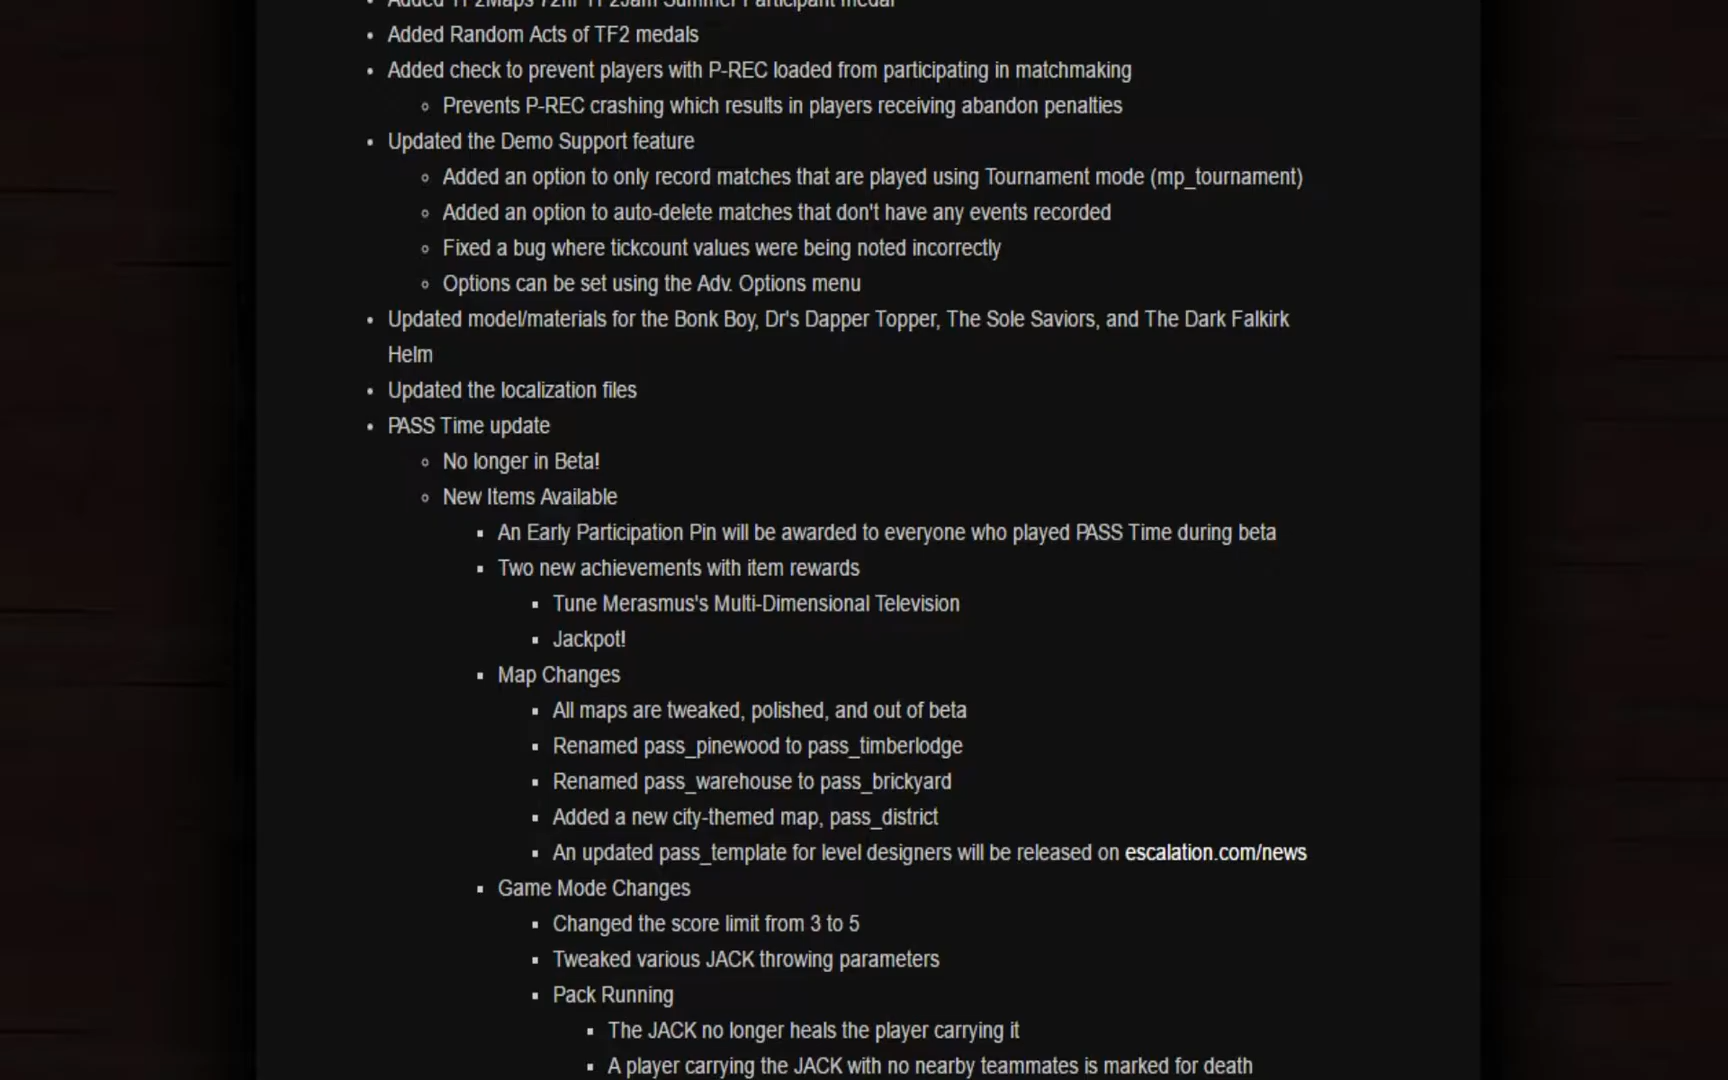 Added TF2Maps 72hr TF2Jam Summer Participant medal
Added Random Acts of TF2 medals
Added check to prevent players with P-REC loaded from participating in matchmaking
Prevents P-REC crashing which results in players receiving abandon penalties
Updated the Demo Support feature
Added an option to only record matches that are played using Tournament mode (mp_tournament)
Added an option to auto-delete matches that don't have any events recorded
Fixed a bug where tickcount values were being noted incorrectly
Options can be set using the Adv. Options menu
Updated model/materials for the Bonk Boy, Dr's Dapper Topper, The Sole Saviors, and The Dark Falkirk
Helm
Updated the localization files
PASS Time update
No longer in Beta!
New Items Available
An Early Participation Pin will be awarded to everyone who played PASS Time during beta
Two new achievements with item rewards
Tune Merasmus's Multi-Dimensional Television
Jackpot!
Map Changes
All maps are tweaked, polished, and out of beta
Renamed pass_pinewood to pass_timberlodge
Renamed pass_warehouse to pass_brickyard
Added a new city-themed map, pass_district
An updated pass_template for level designers will be released on escalation.com/news
Game Mode Changes
Changed the score limit from 3 to 5
Tweaked various JACK throwing parameters
Pack Running
The JACK no longer heals the player carrying it
A player carrying the JACK with no nearby teammates is marked for death